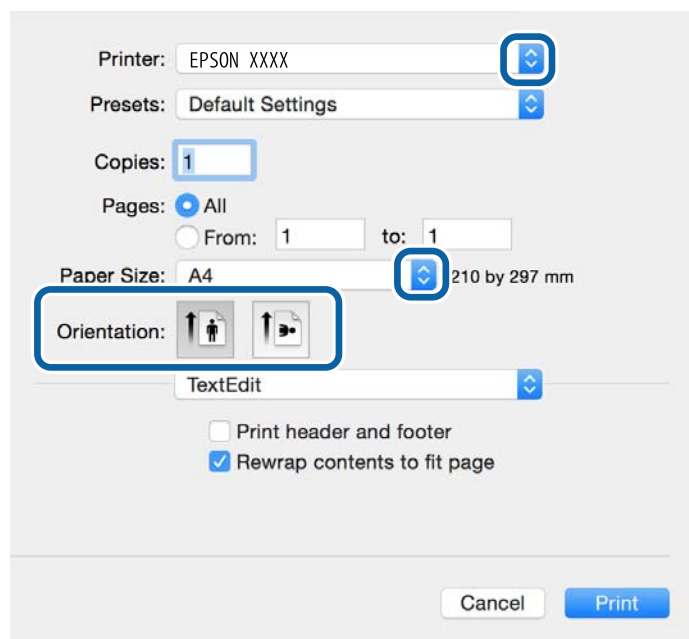 Printer: EPSON XXXX
Presets: Default Settings
Copies: 1
Pages: All
From: 1 to: 1
Paper Size: A4 210 by 297 mm
Orientation:
TextEdit
Print header and footer
Rewrap contents to fit page
Cancel Print